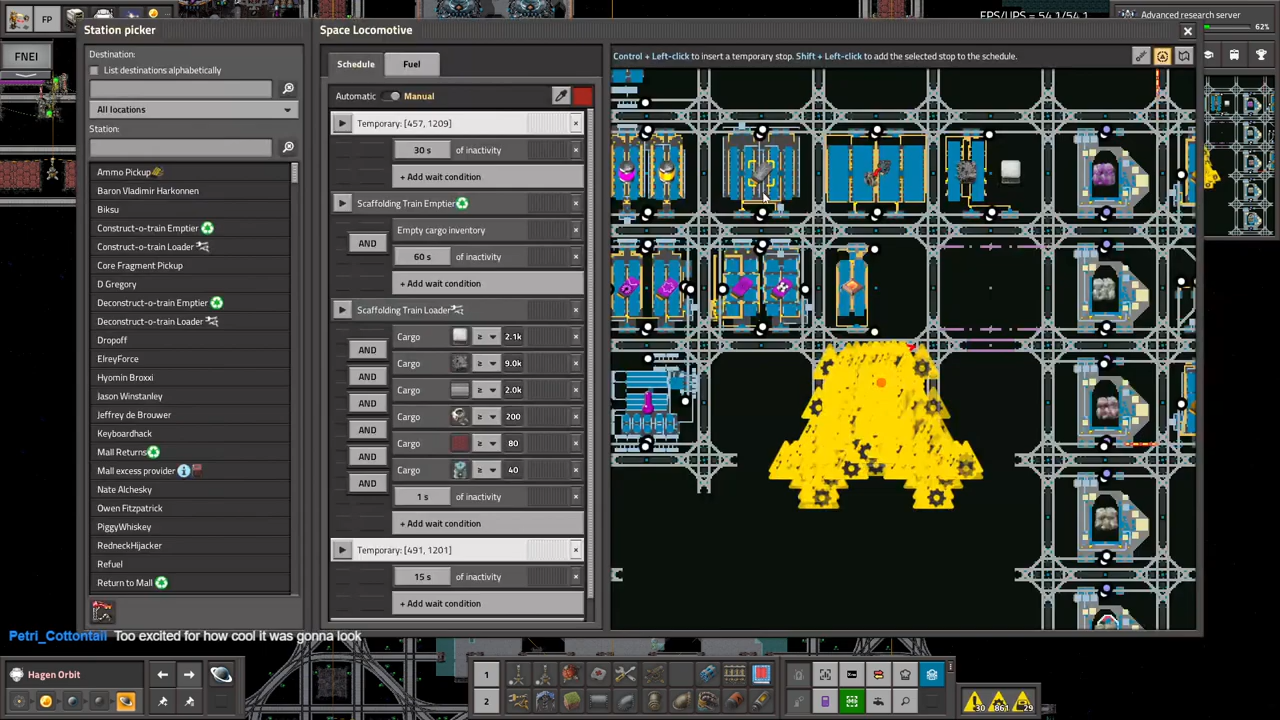 FP
FNEI
Station picker
Destination:
List destinations alphabetically
All locations
Station:
Ammo Pickup
Baron Vladimir Harkonnen
Biksu
Construct-o-train Emptier
Construct-o-train Loader
Core Fragment Pickup
D Gregory
Deconstruct-o-train Emptier
Deconstruct-o-train Loader
Dropoff
ElreyForce
Hyomin Broxxi
Jason Winstanley
Jeffrey de Brouwer
Keyboardhack
Mall Returns
Mall excess provider
Nate Alchesky
Owen Fitzpatrick
PiggyWhiskey
RedneckHijacker
Refuel
Return to Mall
Space Locomotive
Schedule
Fuel
Automatic
Manual
Temporary: [457, 1209]
30 s of inactivity
+ Add wait condition
Scaffolding Train Emptier
Empty cargo inventory
AND
60 s of inactivity
+ Add wait condition
Scaffolding Train Loader
Cargo ≥ 2.1k
AND
Cargo ≥ 9.0k
AND
Cargo ≥ 2.0k
AND
Cargo ≥ 200
AND
Cargo ≥ 80
AND
Cargo ≥ 40
AND
1 s of inactivity
+ Add wait condition
Temporary: [491, 1201]
15 s of inactivity
+ Add wait condition
FPS/UPS = 54.1/54.1
Control + Left-click to insert a temporary stop. Shift + Left-click to add the selected stop to the schedule.
Advanced research server
62%
Petri_Cottontail Too excited for how cool it was gonna look
Hagen Orbit
1
2
30
861
29